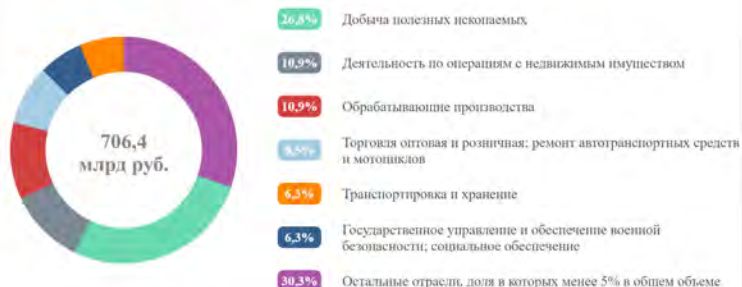 26,8% Добыча полезных ископаемых
10,9% Деятельность по операциям с недвижимым имуществом
10,9% Обрабатывающие производства
706,4
млрд руб.
Торговля оптовая и розничная; ремонт автотранспортных средств
и мотоциклов
6,3% Транспортировка и хранение
6,3% Государственное управление и обеспечение военной
безопасности; социальное обеспечение
30,3% Остальные отрасли, доля в которых менее 5% в общем объеме